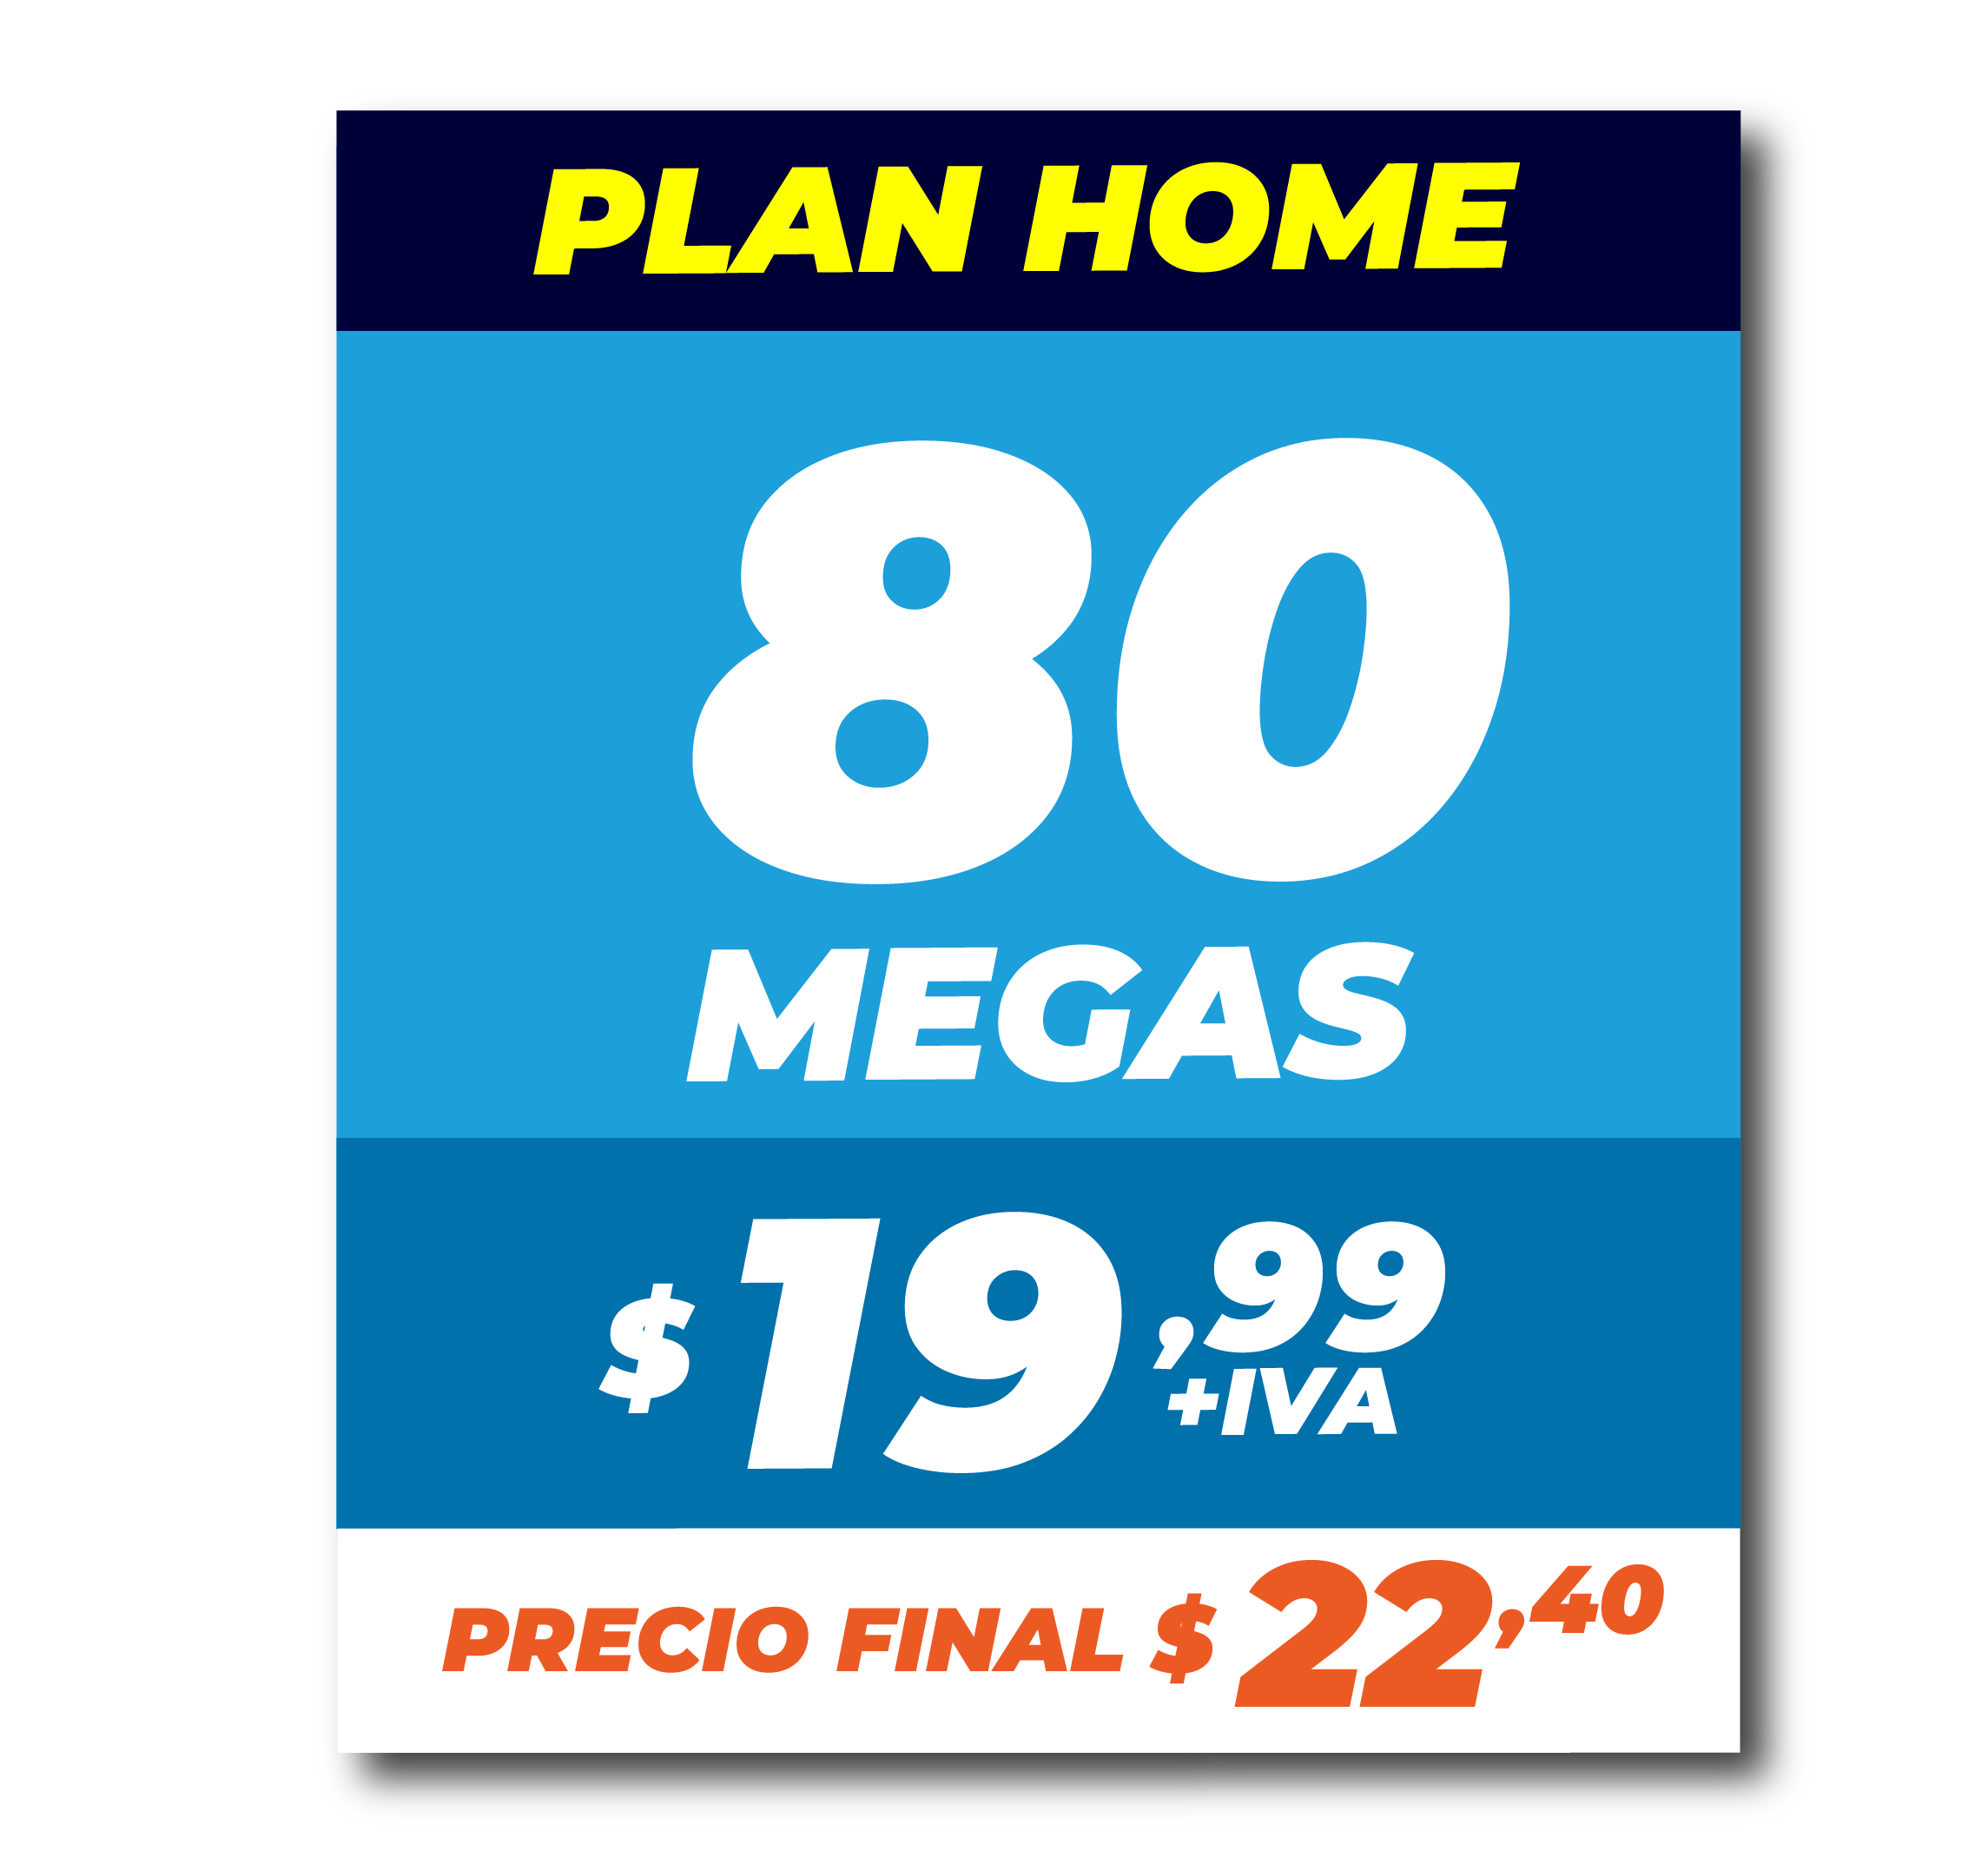 PLAN HOME
80
MEGAS
$19,99
+IVA
PRECIO FINAL $22,40